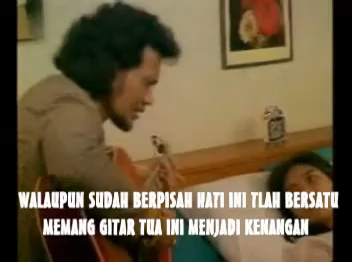 WALAUPUN SUDAH BERPISAH HATI INI TLAH BERSATU
MEMANG GITAR TUA INI MENJADI KENANGAN